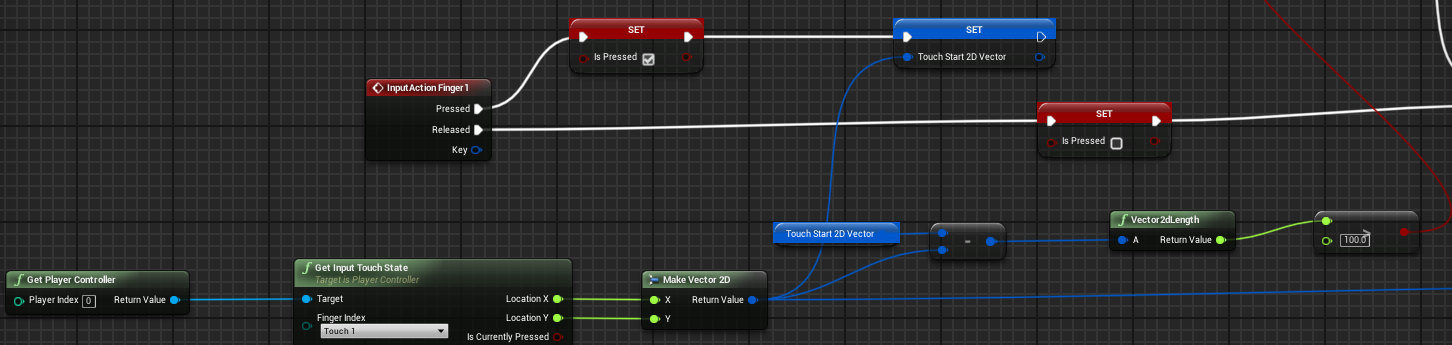 SET
Is Pressed
SET
Touch Start 2D Vector
InputAction Finger1
Pressed
Released
Key
SET
Is Pressed
Touch Start 2D Vector
-
Vector2dLength
A Return Value
>
100.0
Get Player Controller
Player Index 0 Return Value
Get Input Touch State
Target is Player Controller
Target Location X
Finger Index Location Y
Touch 1
Is Currently Pressed
Make Vector 2D
X Return Value
Y